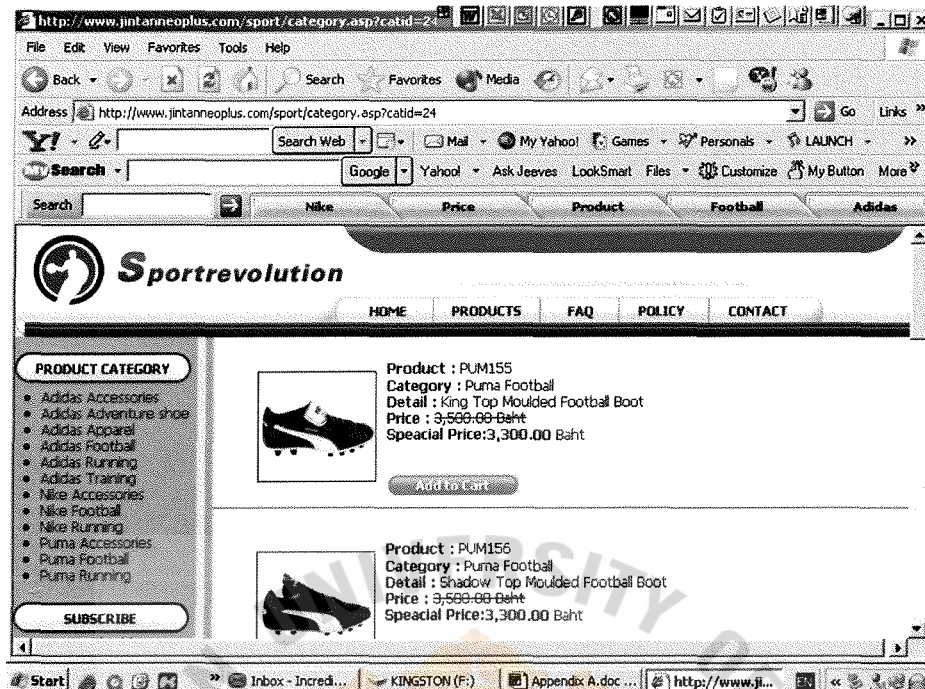 http://www.jintanneoplus.com/sport/category.asp?catid=24
File Edit View Favorites Tools Help
Back Search Favorites Media
Address http://www.jintanneoplus.com/sport/category.asp?catid=24 Go Links »
Y! Search Web Mail My Yahoo! Games Personals LAUNCH »
Search Google Yahoo! Ask Jeeves LookSmart Files Customize My Button More »
Search Nike Price Product Football Adidas
Sportrevolution
HOME PRODUCTS FAQ POLICY CONTACT
PRODUCT CATEGORY
Adidas Accessories
Adidas Adventure shoe
Adidas Apparel
Adidas Football
Adidas Running
Adidas Training
Nike Accessories
Nike Football
Nike Running
Puma Accessories
Puma Football
Puma Running
SUBSCRIBE
Product : PUM155
Category : Puma Football
Detail : King Top Moulded Football Boot
Price : 3,500.00 Baht
Speacial Price:3,300.00 Baht
Add to Cart
Product : PUM156
Category : Puma Football
Detail : Shadow Top Moulded Football Boot
Price : 3,500.00 Baht
Speacial Price:3,300.00 Baht
UNIVERSITY O
Start » Inbox - Incredi... KINGSTON (F:) Appendix A.doc ... http://www.ji... EN «